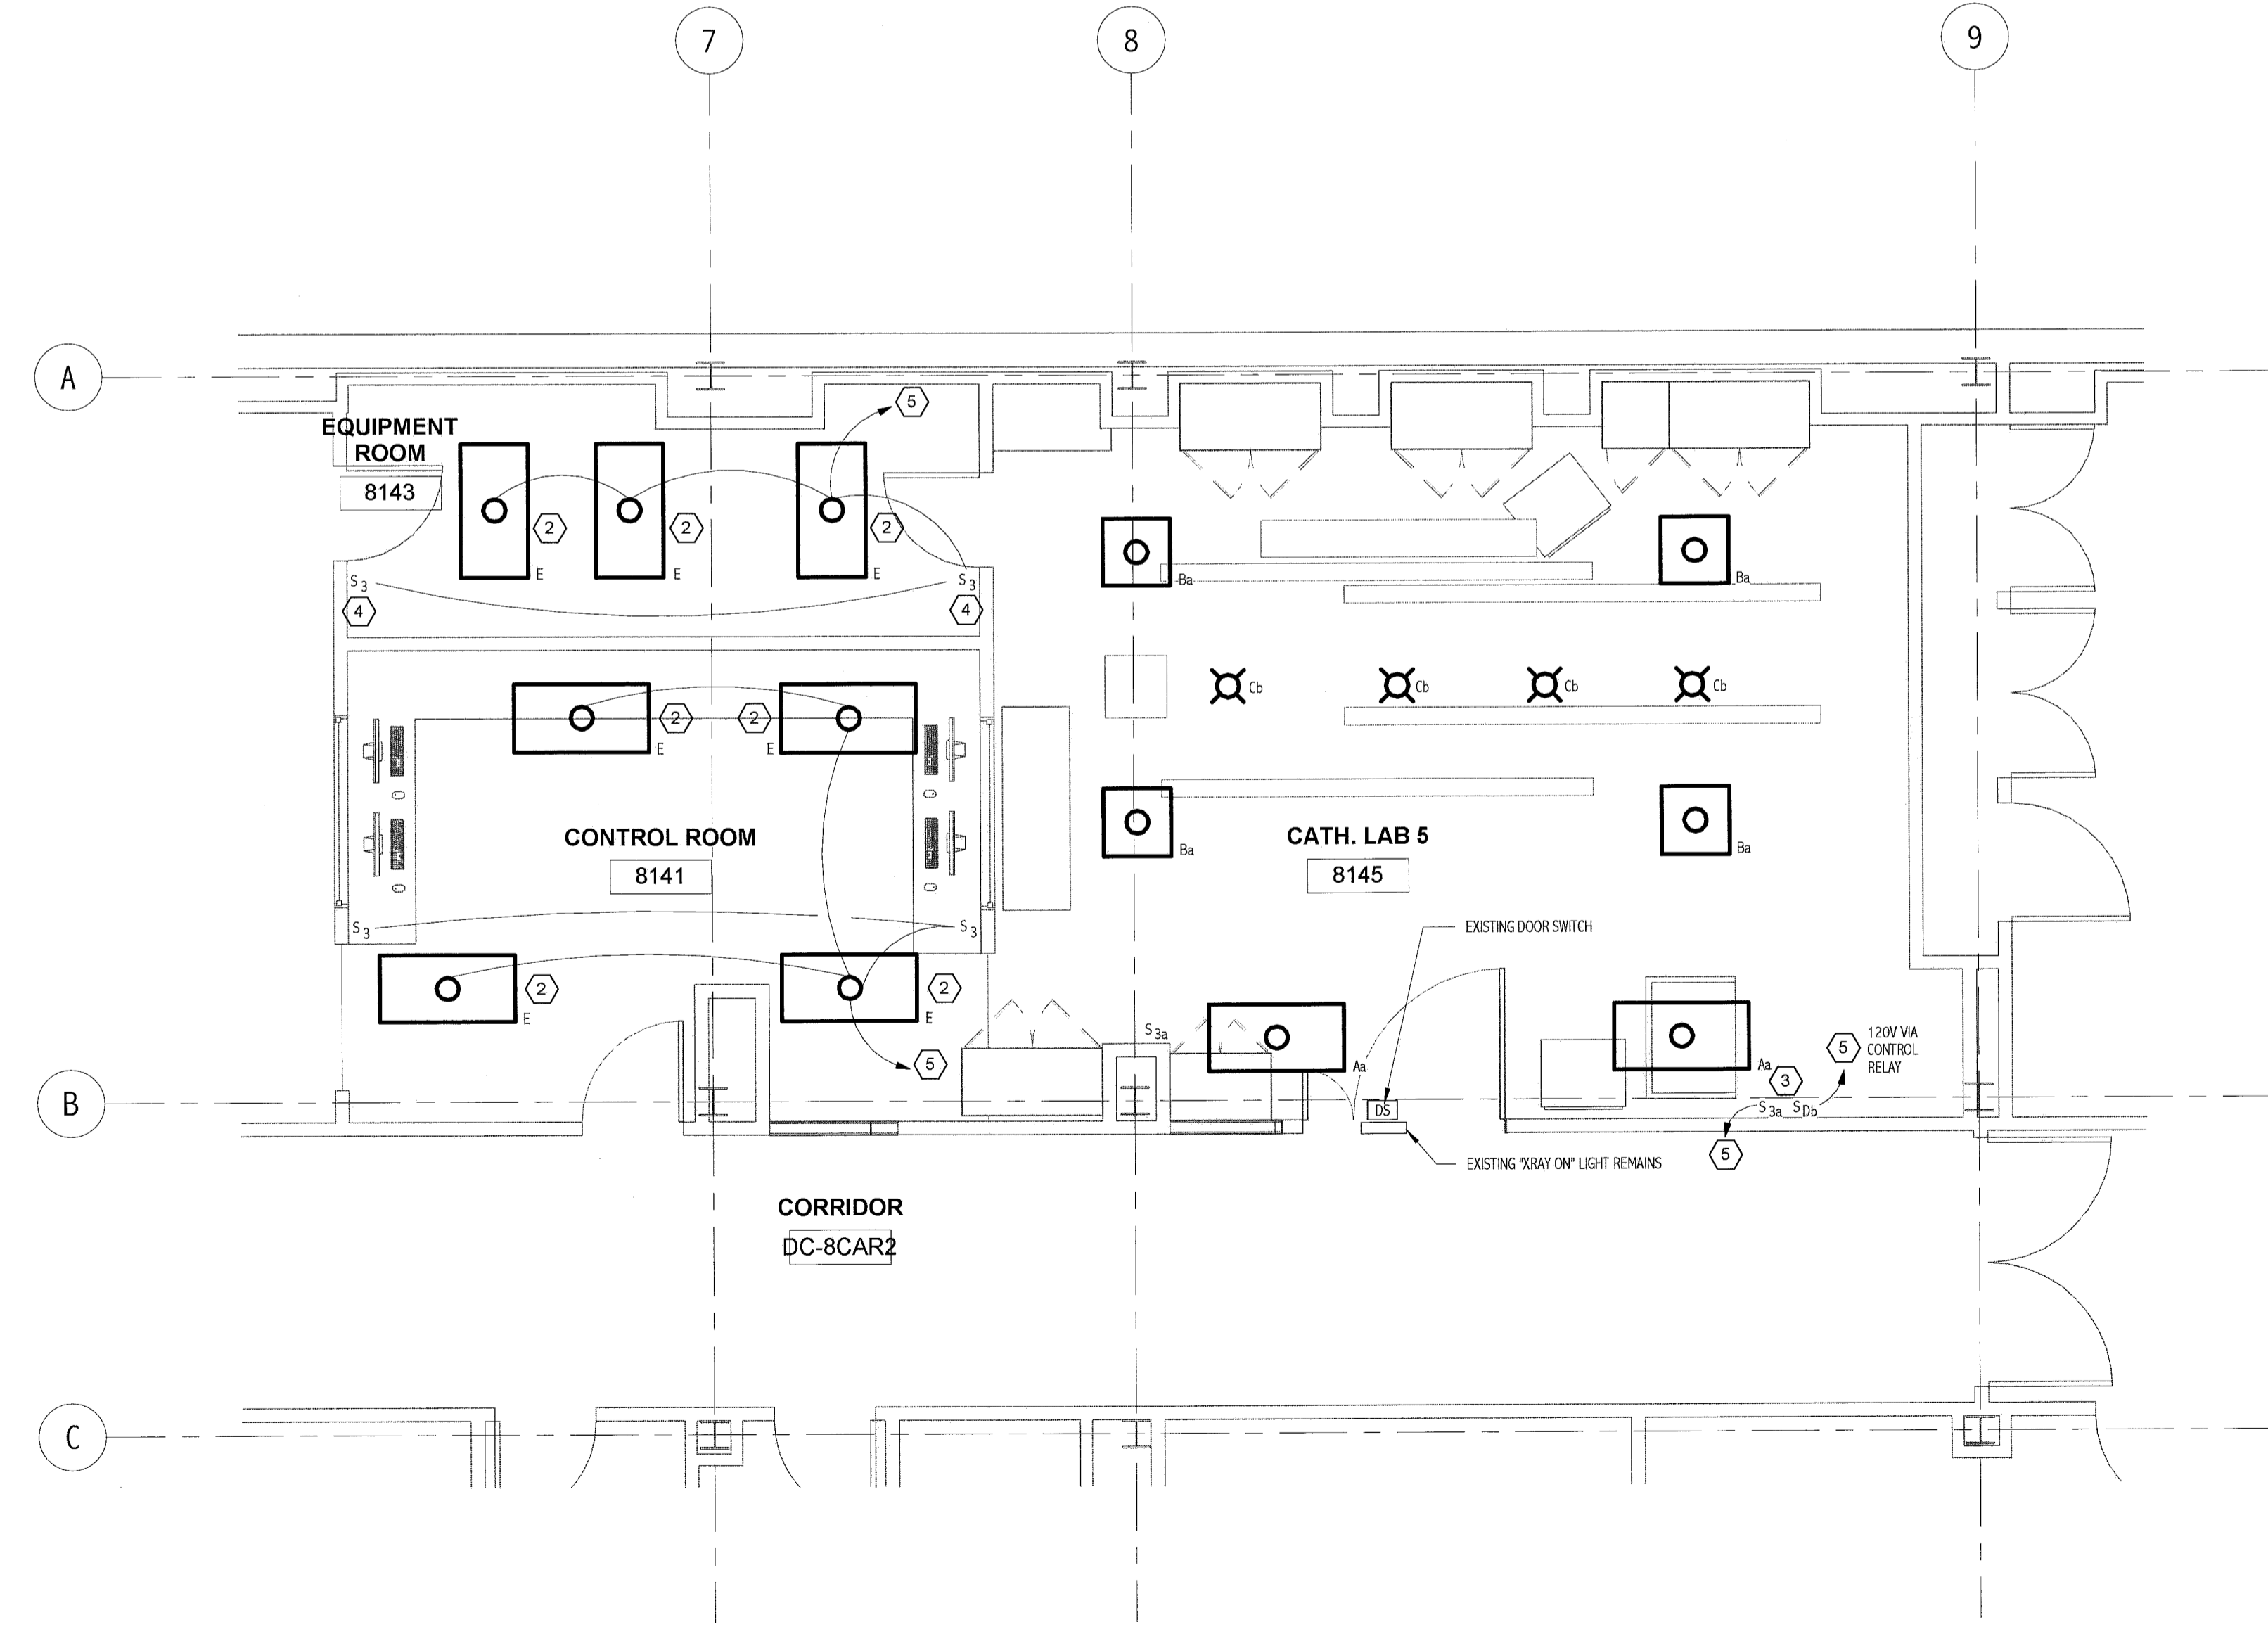 7
8
9
A
5
EQUIPMENT
ROOM
8143
2
2
2
E
E
E
S3
S3
4
4
Ba
Ba
Cb
Cb
Cb
Cb
2
2
E
E
CONTROL ROOM
8141
CATH. LAB 5
8145
Ba
Ba
S3
S3
EXISTING DOOR SWITCH
2
2
E
E
S3a
5
Aa
Aa
3
5
120V VIA
CONTROL
RELAY
B
DS
S3a
SDb
5
EXISTING "XRAY ON" LIGHT REMAINS
CORRIDOR
DC-8CAR2
C